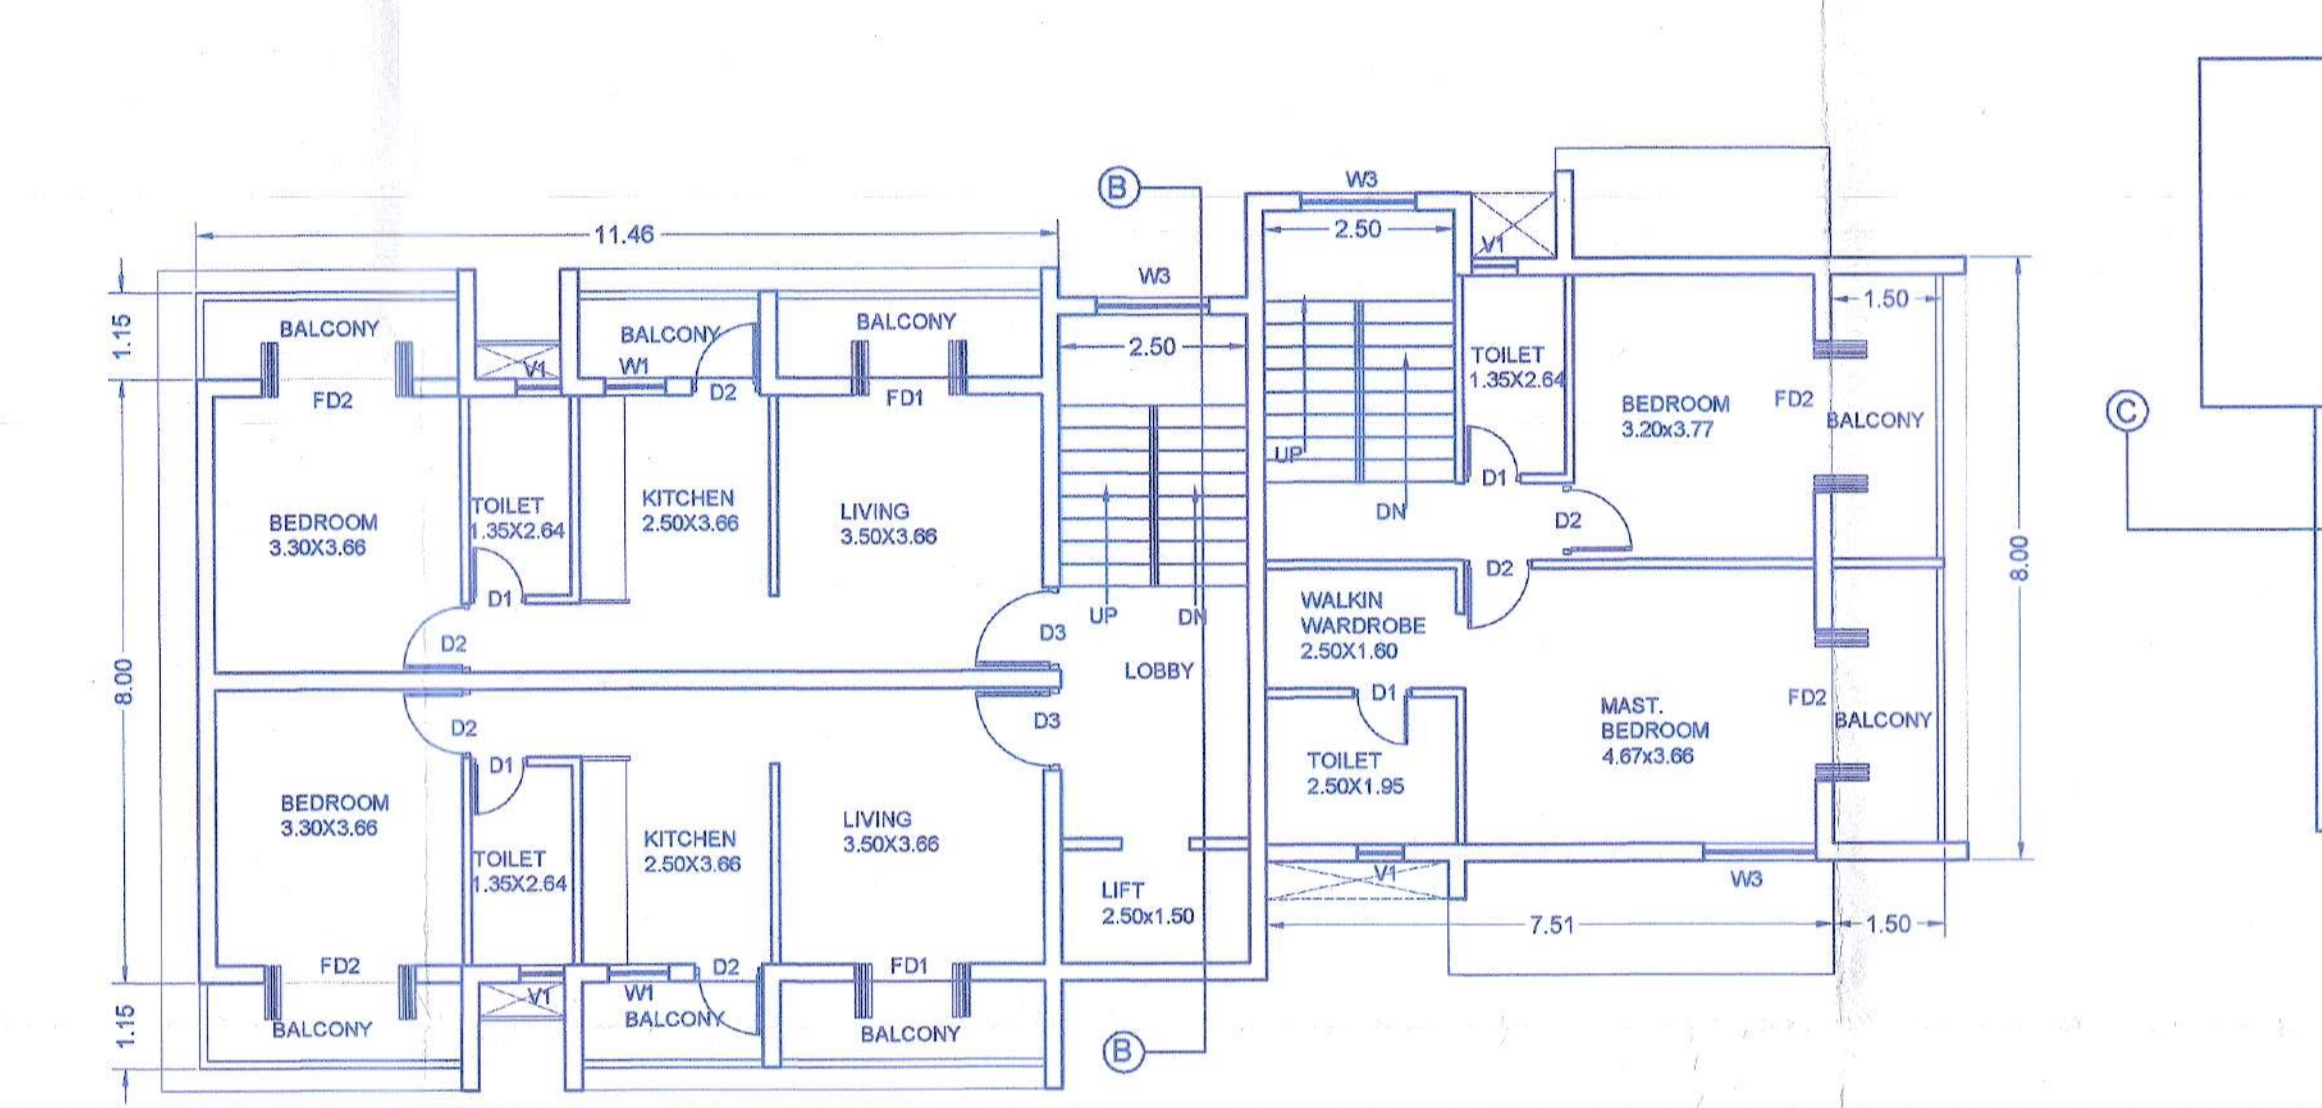 B
W3
2.50
V1
11.46
W3
2.50
1.15
BALCONY
BALCONY
BALCONY
V1
W1
D2
FD2
FD1
1.50
TOILET
1.35X2.64
BEDROOM
3.20x3.77
FD2
BALCONY
C
UP
DN
D1
D2
D2
BEDROOM
3.30X3.66
TOILET
1.35X2.64
KITCHEN
2.50X3.66
LIVING
3.50X3.66
D1
D2
D3
UP
DN
LOBBY
8.00
8.00
WALKIN
WARDROBE
2.50X1.60
D1
TOILET
2.50X1.95
MAST.
BEDROOM
4.67x3.66
FD2
BALCONY
D2
D1
D3
BEDROOM
3.30X3.66
TOILET
1.35X2.64
KITCHEN
2.50X3.66
LIVING
3.50X3.66
LIFT
2.50x1.50
V1
W3
7.51
1.50
FD2
V1
W1
D2
FD1
1.15
BALCONY
BALCONY
BALCONY
B